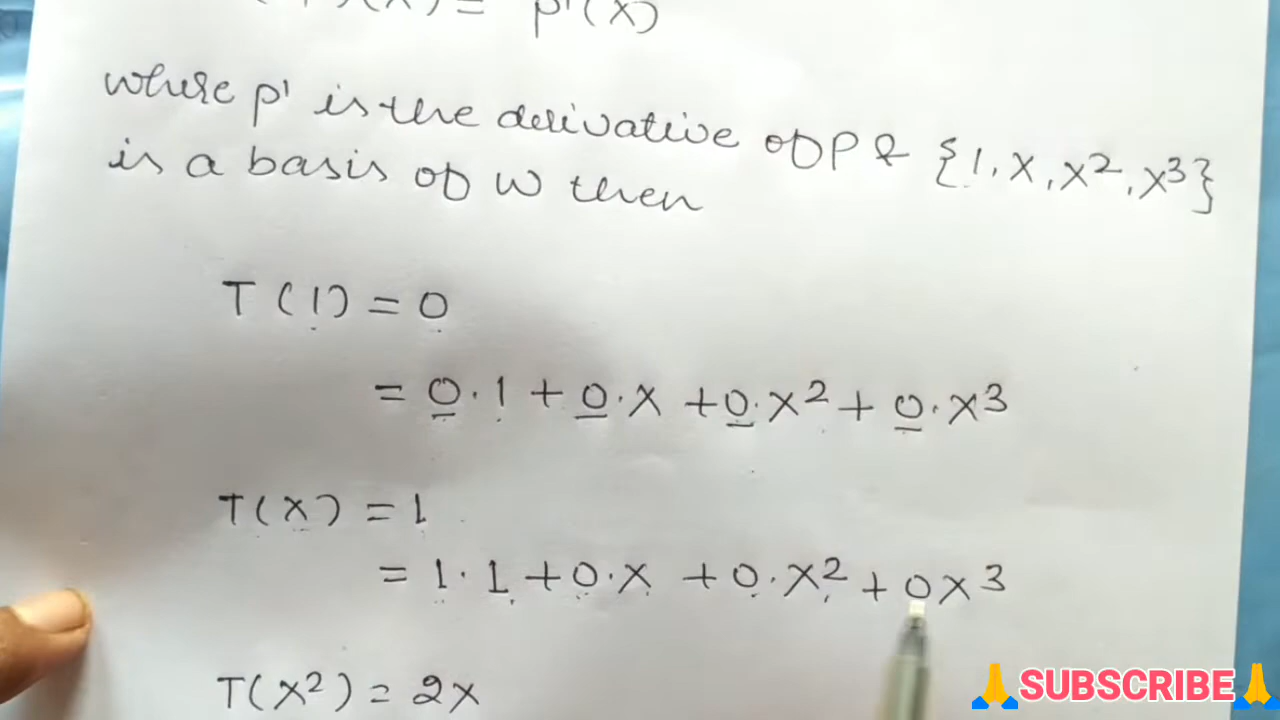 = p'(x)
where p' is the derivative of P & {1, x, x², x³}
is a basis of W then
T(1) = 0
= 0·1 + 0·x + 0·x² + 0·x³
T(x) = 1
= 1·1 + 0·x + 0·x² + 0x³
T(x²) = 2x
🙏SUBSCRIBE🙏